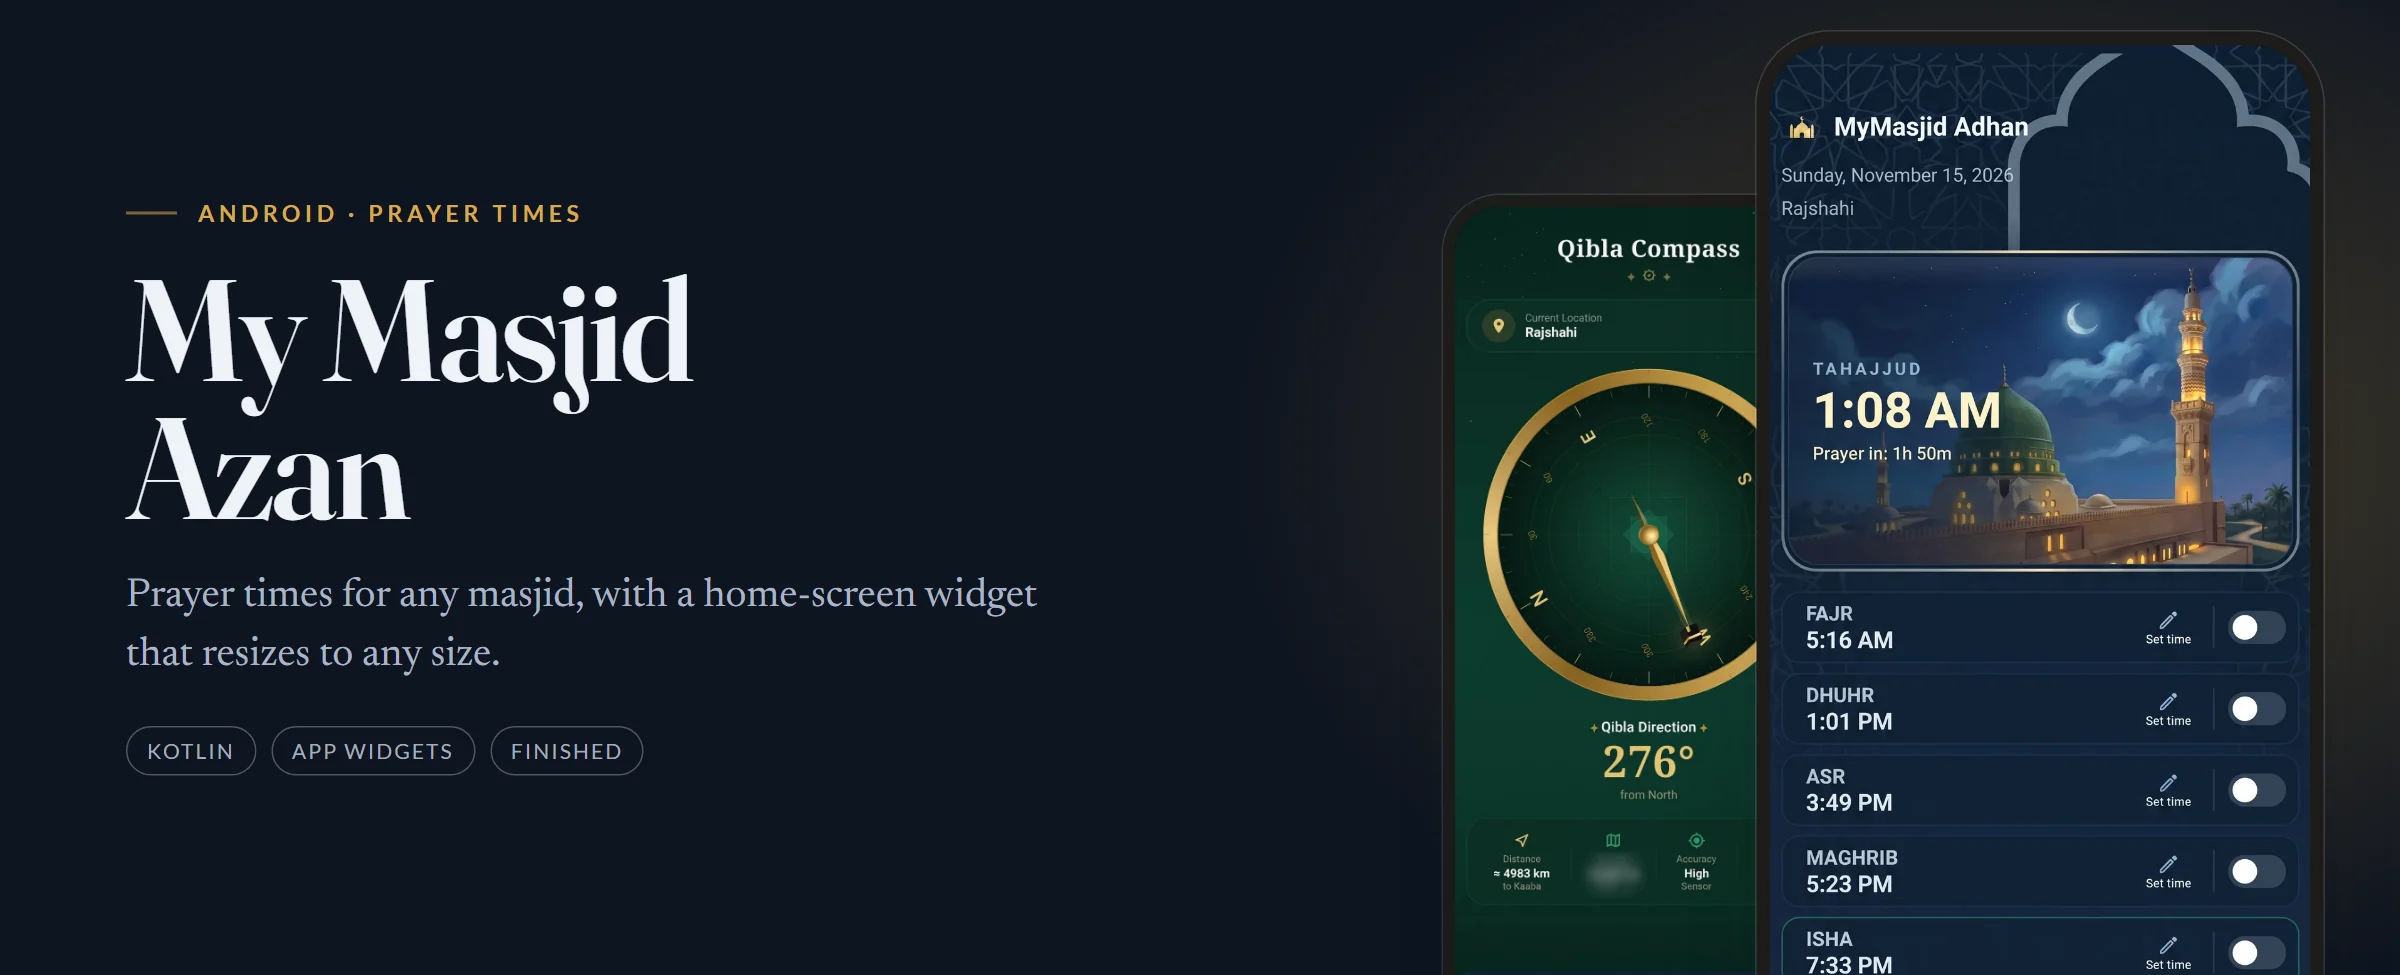 ANDROID · PRAYER TIMES
My Masjid
Azan
Prayer times for any masjid, with a home-screen widget
that resizes to any size.
KOTLIN
APP WIDGETS
FINISHED
Qibla Compass
Current Location
Rajshahi
E
S
N
Qibla Direction
276°
from North
Distance
≈ 4983 km
to Kaaba
Accuracy
High
Sensor
MyMasjid Adhan
Sunday, November 15, 2026
Rajshahi
TAHAJJUD
1:08 AM
Prayer in: 1h 50m
FAJR
5:16 AM
Set time
DHUHR
1:01 PM
Set time
ASR
3:49 PM
Set time
MAGHRIB
5:23 PM
Set time
ISHA
7:33 PM
Set time